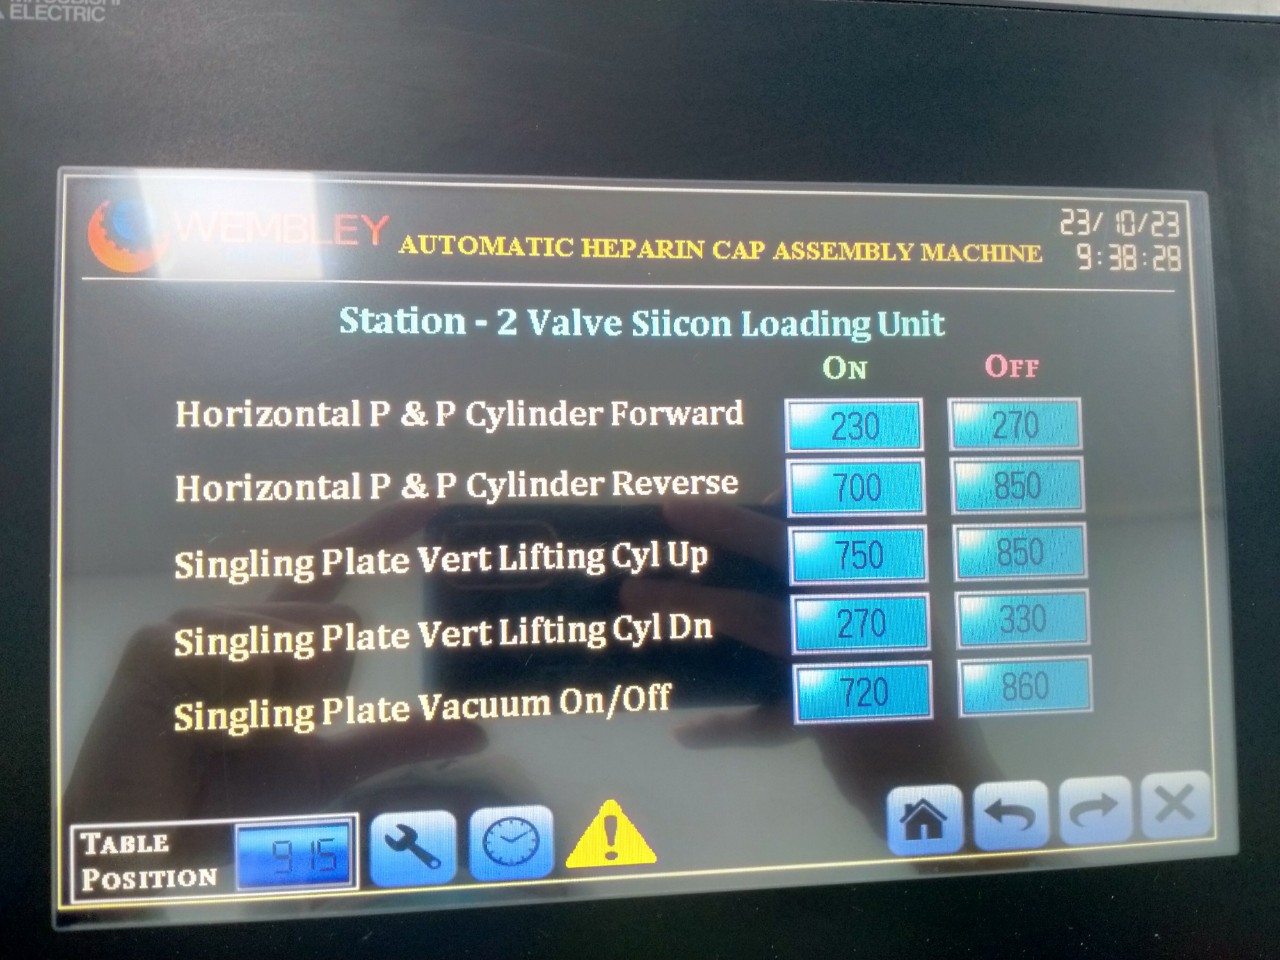 ELECTRIC
WEMBLEY
AUTOMATIC HEPARIN CAP ASSEMBLY MACHINE
23/10/23
9:38:28
Station - 2 Valve Siicon Loading Unit
ON OFF
Horizontal P & P Cylinder Forward 230 270
Horizontal P & P Cylinder Reverse 700 850
Singling Plate Vert Lifting Cyl Up 750 850
Singling Plate Vert Lifting Cyl Dn 270 330
Singling Plate Vacuum On/Off 720 860
TABLE
POSITION 915